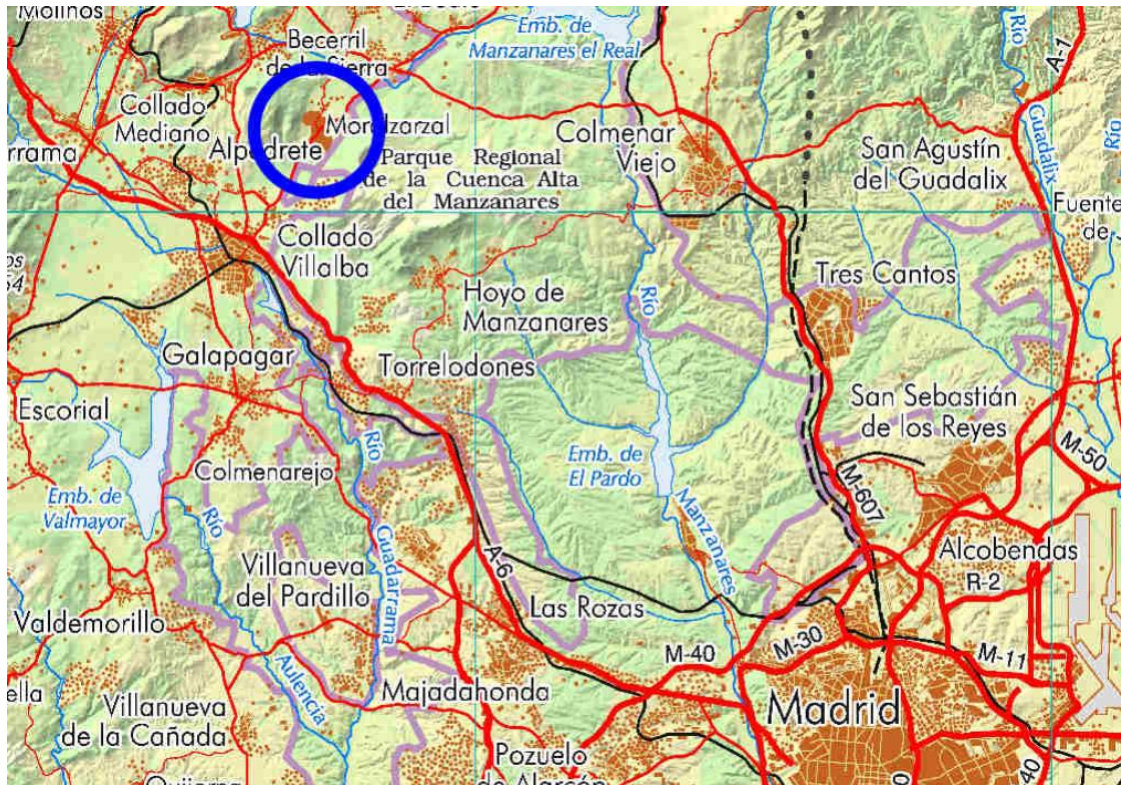 Molinos
Becerril
de la Sierra
Emb. de
Manzanares el Real
Río
A-1
Collado
Mediano
Moralzarzal
Alpedrete
Colmenar
Viejo
San Agustín
del Guadalix
Guadalix
Río
Parque Regional
de la Cuenca Alta
del Manzanares
Fuente
de
Collado
Villalba
Hoyo de
Manzanares
Río
Tres Cantos
Galapagar
Torrelodones
Escorial
San Sebastián
de los Reyes
M-50
Río
Colmenarejo
Emb. de
El Pardo
Emb. de
Valmayor
Río
Manzanares
M-607
Guadarrama
A-6
Alcobendas
R-2
Villanueva
del Pardillo
Las Rozas
Valdemorillo
M-40
M-30
M-11
Aulencia
Majadahonda
Madrid
Villanueva
de la Cañada
Pozuelo
de Alarcón
40